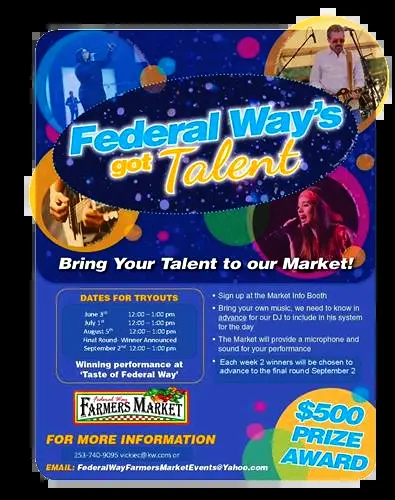 Federal Way's
got Talent
Bring Your Talent to our Market!
DATES FOR TRYOUTS
June 3rd 12:00 – 1:00 pm
July 1st 12:00 – 1:00 pm
August 5th 12:00 – 1:00 pm
Final Round- Winner Announced
September 2nd 12:00 – 1:00 pm
Winning performance at
'Taste of Federal Way'
• Sign up at the Market Info Booth
• Bring your own music, we need to know in
advance for our DJ to include in his system
for the day
• The Market will provide a microphone and
sound for your performance
• Each week 2 winners will be chosen to
advance to the final round September 2
Federal Way
FARMERS MARKET
$500
PRIZE
AWARD
FOR MORE INFORMATION
253-740-9095 vickiec@kw.com or
EMAIL: FederalWayFarmersMarketEvents@Yahoo.com